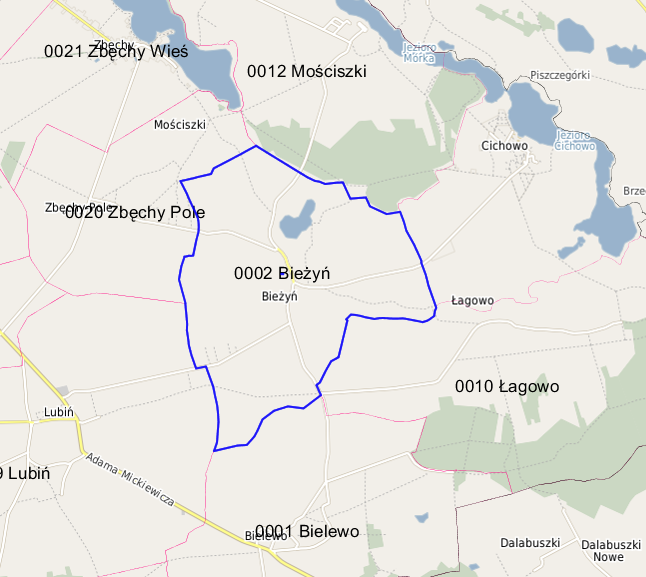 Zbęchy
0021 Zbęchy Wieś
Jezioro
Mórka
0012 Mościszki
Piszczegórki
Mościszki
Jezioro
Cichowo
Cichowo
Brze
Zbęchy Pole
0020 Zbęchy Pole
0002 Bieżyń
Bieżyń
Łagowo
0010 Łagowo
Lubiń
9 Lubiń
Adama Mickiewicza
Bielewo
0001 Bielewo
Dalabuszki
Dalabuszki
Nowe